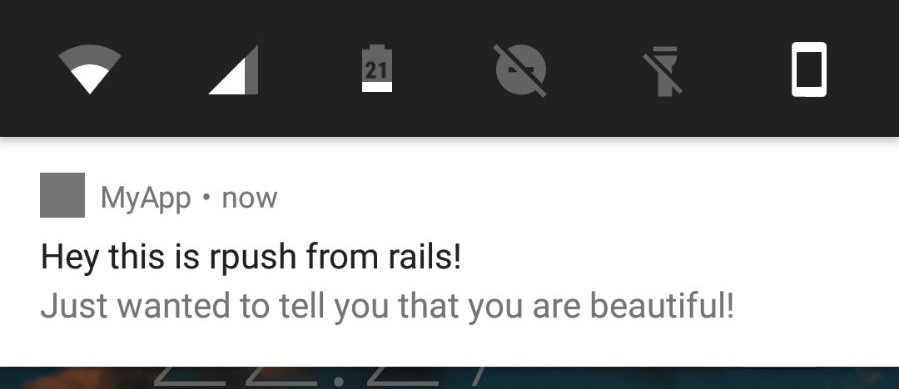 21
MyApp • now
Hey this is rpush from rails!
Just wanted to tell you that you are beautiful!